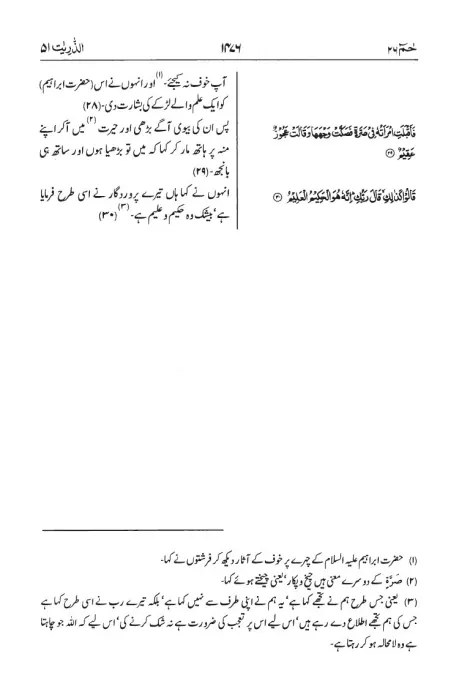 حٰمٓ ٢٦
١٤٧٦
الذّٰريٰت ۵۱
فَاَقْبَلَتِ امْرَاَتُهٗ فِيْ صَرَّةٍ فَصَكَّتْ وَجْهَهَا وَقَالَتْ عَجُوْزٌ
عَقِيْمٌ ﴿٢٩﴾
قَالُوْا كَذٰلِكِ قَالَ رَبُّكِ اِنَّهٗ هُوَ الْحَكِيْمُ الْعَلِيْمُ ﴿٣٠﴾
آپ خوف نہ کیجئے۔(۱) اور انہوں نے اس (حضرت ابراہیم)
کو ایک علم والے لڑکے کی بشارت دی۔(۲۸)
پس ان کی بیوی آگے بڑھی اور حیرت(۲) میں آکر اپنے
منہ پر ہاتھ مار کر کہا کہ میں تو بڑھیا ہوں اور ساتھ ہی
بانجھ۔(۲۹)
انہوں نے کہا ہاں تیرے پروردگار نے اسی طرح فرمایا
ہے' بیشک وہ حکیم و علیم ہے۔(۳) (۳۰)
(۱) حضرت ابراہیم علیہ السلام کے چہرے پر خوف کے آثار دیکھ کر فرشتوں نے کہا۔
(۲) صَرَّةٍ کے دوسرے معنی ہیں چیخ و پکار' یعنی چیختے ہوئے کہا۔
(۳) یعنی جس طرح ہم نے تجھے کہا ہے' یہ ہم نے اپنی طرف سے نہیں کہا ہے' بلکہ تیرے رب نے اسی طرح کہا ہے
جس کی ہم تجھے اطلاع دے رہے ہیں' اس لیے اس پر تعجب کی ضرورت ہے نہ شک کرنے کی' اس لیے کہ اللہ جو چاہتا
ہے وہ لامحالہ ہو کر رہتا ہے۔